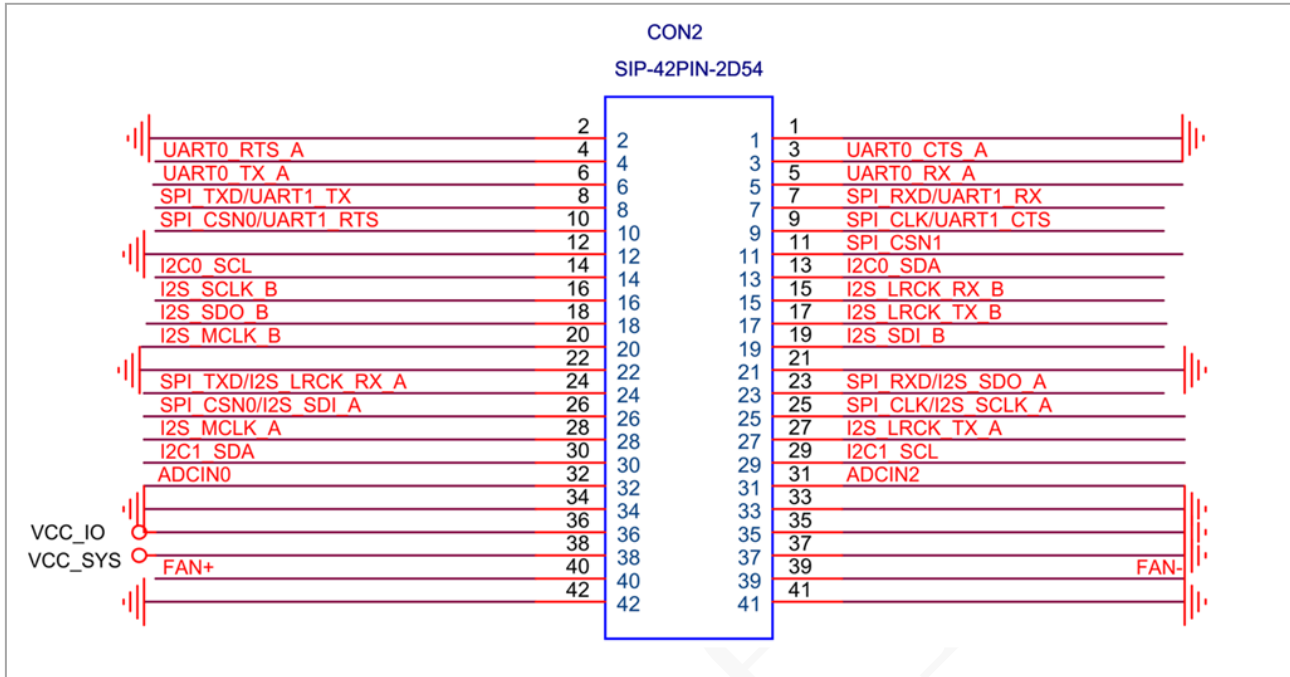 CON2
SIP-42PIN-2D54
2 2 1 1
UART0_RTS_A 4 4 3 3 UART0_CTS_A
UART0_TX_A 6 6 5 5 UART0_RX_A
SPI_TXD/UART1_TX 8 8 7 7 SPI_RXD/UART1_RX
SPI_CSN0/UART1_RTS 10 10 9 9 SPI_CLK/UART1_CTS
12 12 11 11 SPI_CSN1
I2C0_SCL 14 14 13 13 I2C0_SDA
I2S_SCLK_B 16 16 15 15 I2S_LRCK_RX_B
I2S_SDO_B 18 18 17 17 I2S_LRCK_TX_B
I2S_MCLK_B 20 20 19 19 I2S_SDI_B
22 22 21 21
SPI_TXD/I2S_LRCK_RX_A 24 24 23 23 SPI_RXD/I2S_SDO_A
SPI_CSN0/I2S_SDI_A 26 26 25 25 SPI_CLK/I2S_SCLK_A
I2S_MCLK_A 28 28 27 27 I2S_LRCK_TX_A
I2C1_SDA 30 30 29 29 I2C1_SCL
ADCIN0 32 32 31 31 ADCIN2
34 34 33 33
VCC_IO 36 36 35 35
VCC_SYS 38 38 37 37
FAN+ 40 40 39 39 FAN-
42 42 41 41